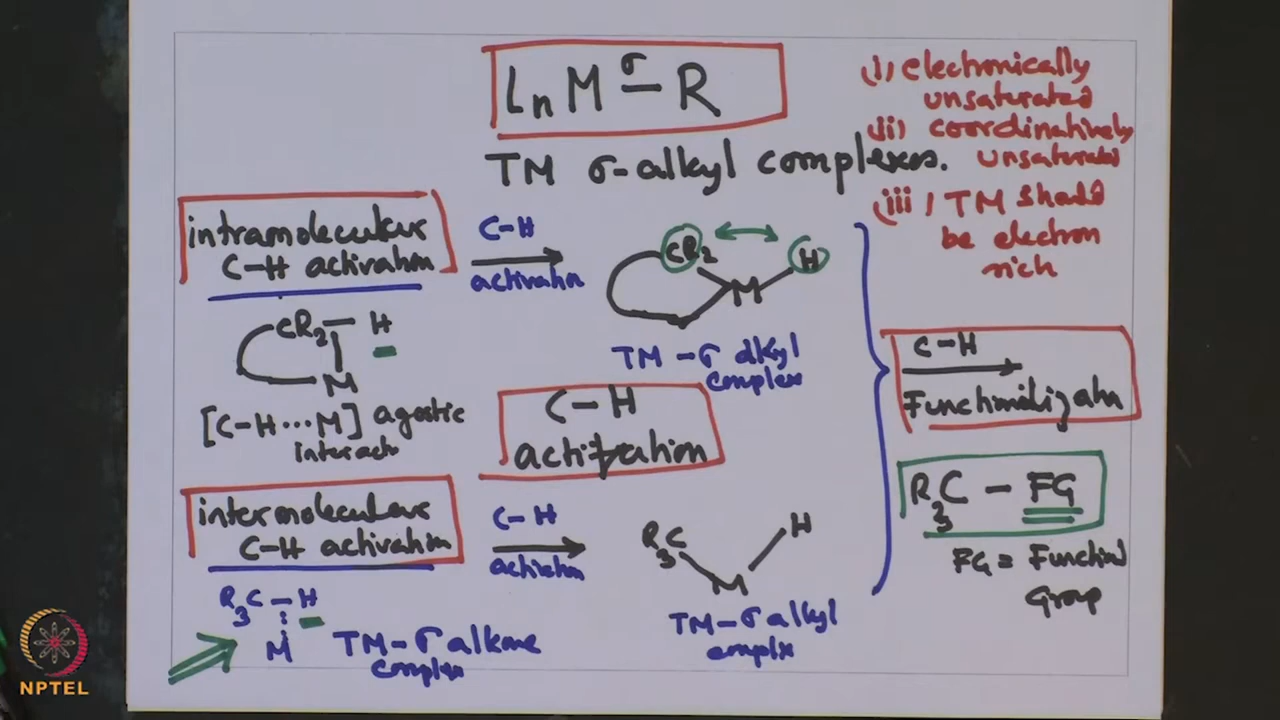 LnM σ– R
TM σ-alkyl complexes.
(i) electronically
unsaturated
(ii) coordinatively
unsaturated
(iii) TM should
be electron
rich
intramolecular
C–H activation
C–H
activation
CR2 H
M
CR2 – H
M
TM – σ alkyl
complex
[C–H···M] agostic
interactn
C–H
activation
C–H
Functionalization
intermolecular
C–H activation
C–H
activatn
R3C H
M
TM–σ alkyl
complex
R3C – H
M
TM–σ alkane
complex
R3C – FG
FG = Functional
Group
NPTEL